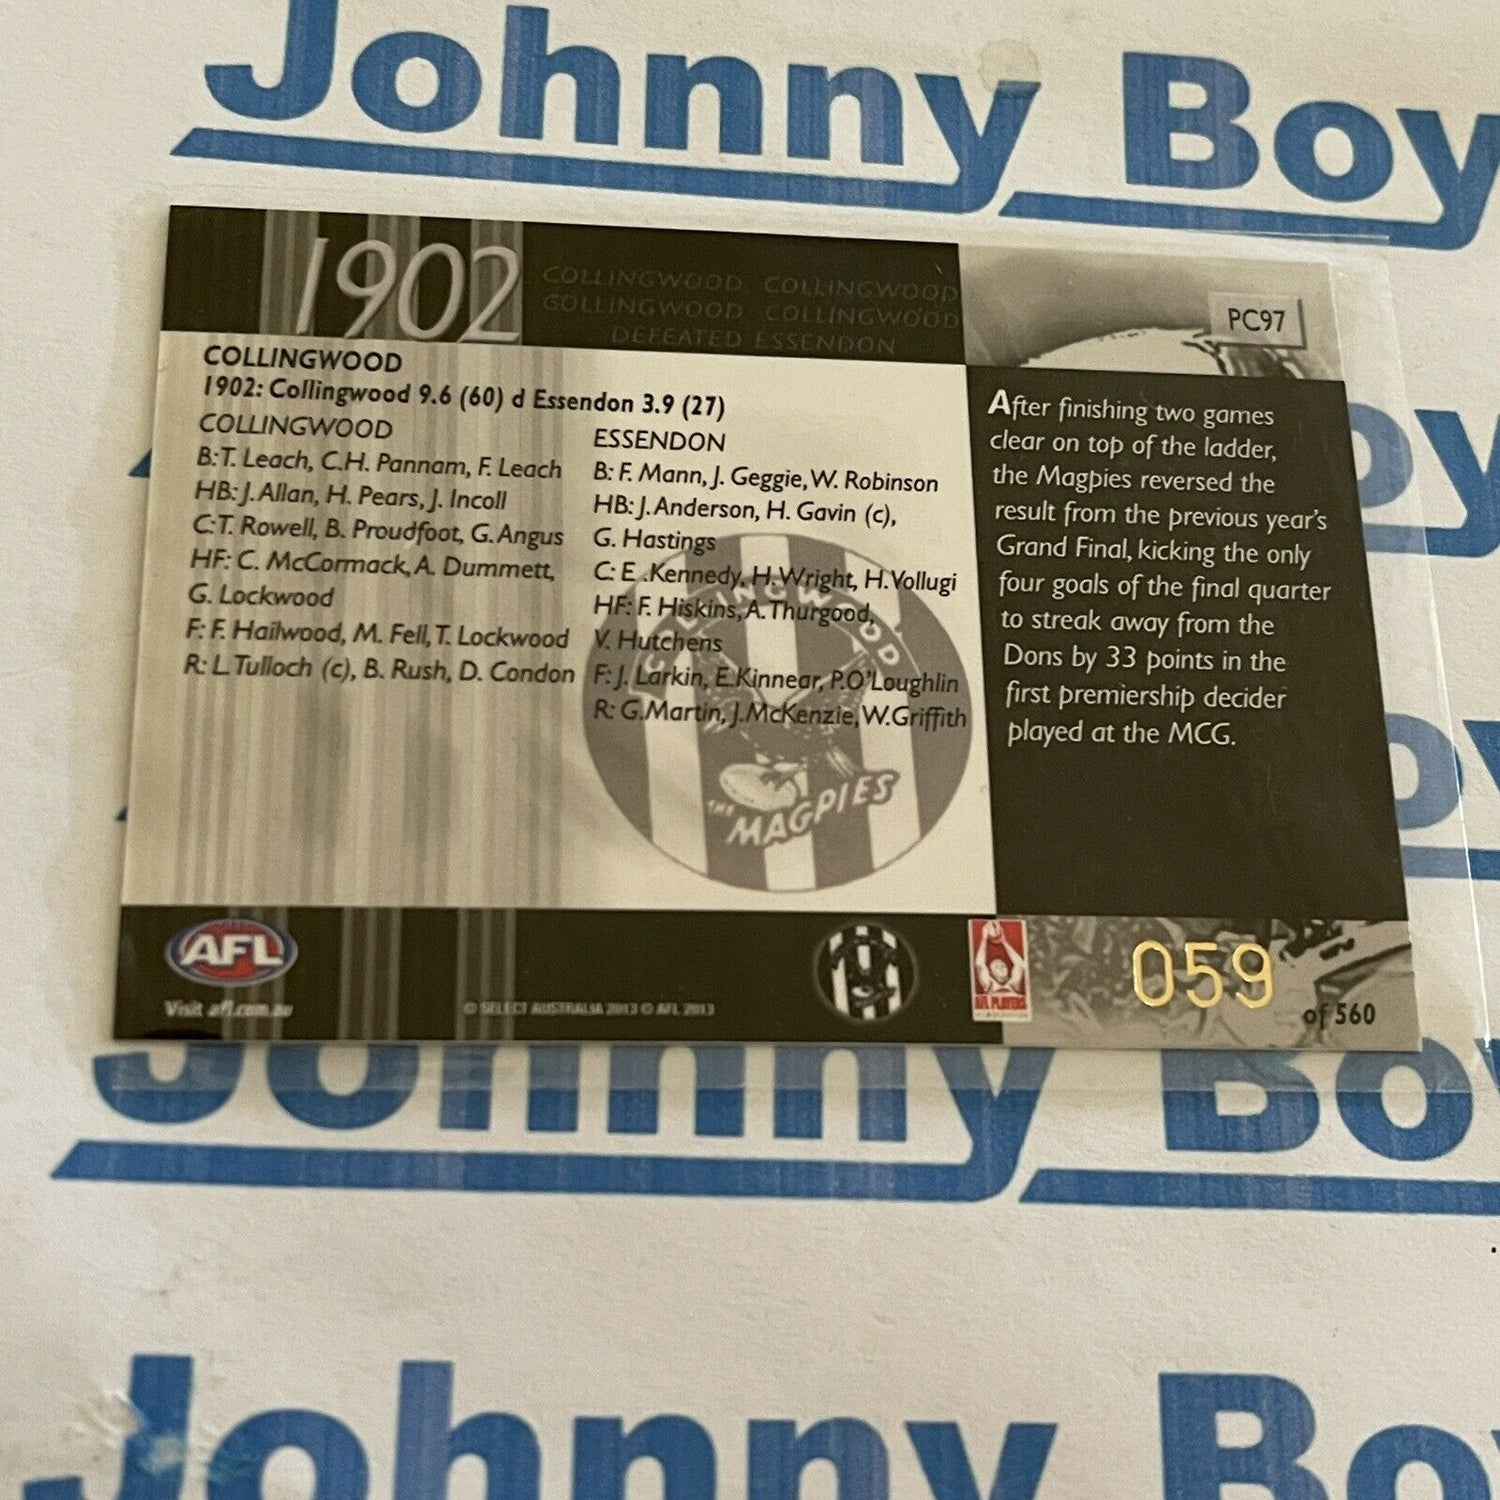 Johnny Boy
1902
COLLINGWOOD COLLINGWOOD
COLLINGWOOD COLLINGWOOD
DEFEATED ESSENDON
PC97
COLLINGWOOD
1902: Collingwood 9.6 (60) d Essendon 3.9 (27)
COLLINGWOOD
B: T. Leach, C.H. Pannam, F. Leach
HB: J. Allan, H. Pears, J. Incoll
C: T. Rowell, B. Proudfoot, G. Angus
HF: C. McCormack, A. Dummett,
G. Lockwood
F: F. Hailwood, M. Fell, T. Lockwood
R: L. Tulloch (c), B. Rush, D. Condon
ESSENDON
B: F. Mann, J. Geggie, W. Robinson
HB: J. Anderson, H. Gavin (c),
G. Hastings
C: E .Kennedy, H. Wright, H. Vollugi
HF: F. Hiskins, A. Thurgood,
V. Hutchens
F: J. Larkin, E. Kinnear, P.O'Loughlin
R: G.Martin, J.McKenzie, W.Griffith
COLLINGWOOD
THE
MAGPIES
After finishing two games
clear on top of the ladder,
the Magpies reversed the
result from the previous year's
Grand Final, kicking the only
four goals of the final quarter
to streak away from the
Dons by 33 points in the
first premiership decider
played at the MCG.
AFL
Visit afl.com.au
© SELECT AUSTRALIA 2013 © AFL 2013
AFL PLAYERS
059
of 560
Johnny Boy
Johnny Bo